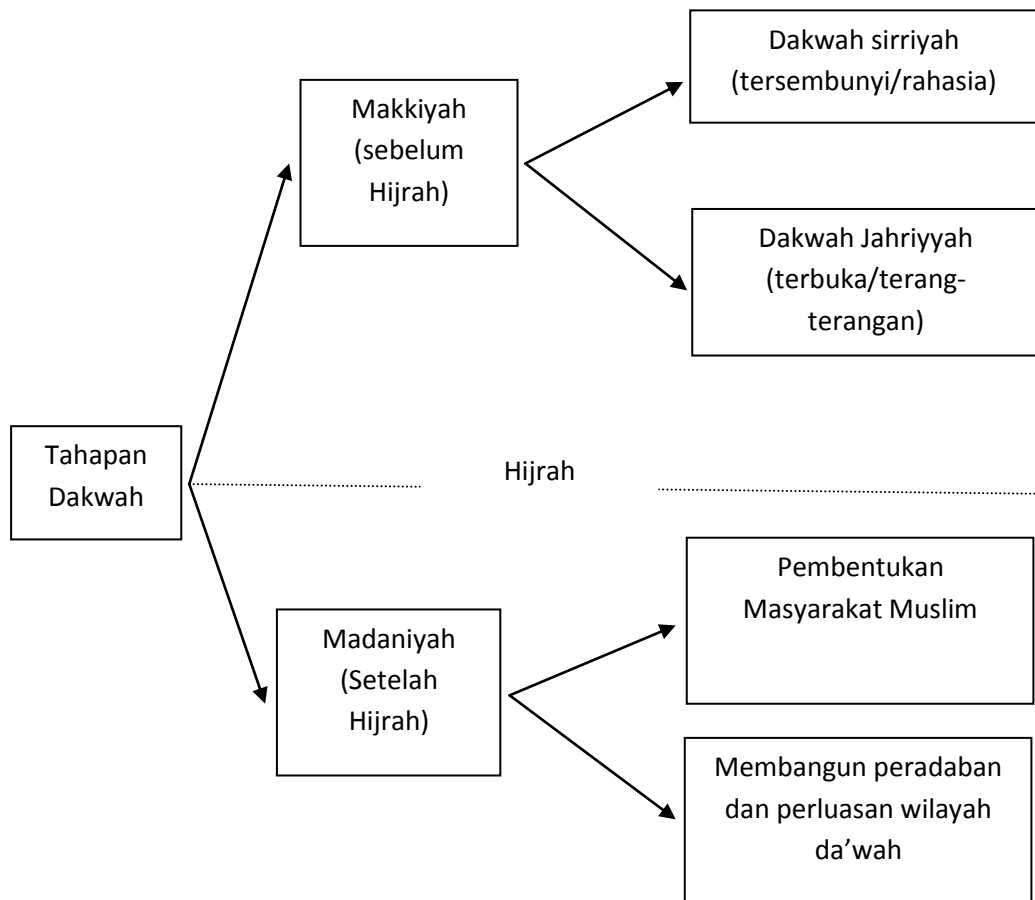 Dakwah sirriyah
(tersembunyi/rahasia)
Makkiyah
(sebelum
Hijrah)
Dakwah Jahriyyah
(terbuka/terang-
terangan)
Tahapan
Dakwah
Hijrah
Pembentukan
Masyarakat Muslim
Madaniyah
(Setelah
Hijrah)
Membangun peradaban
dan perluasan wilayah
da’wah